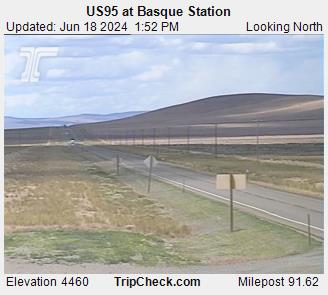 US95 at Basque Station
Updated: Jun 18 2024 1:52 PM Looking North
Elevation 4460 TripCheck.com Milepost 91.62